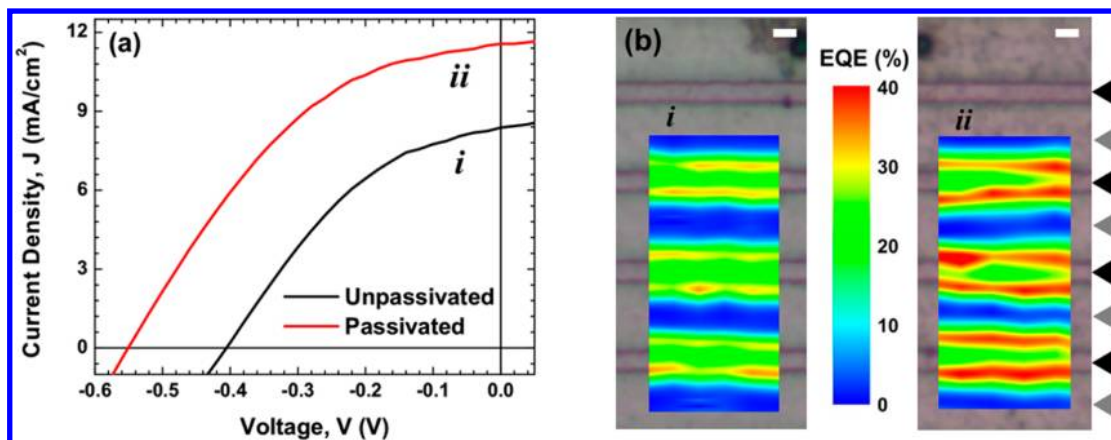 (a)
12
9
6
3
0
Current Density, J (mA/cm²)
ii
i
Unpassivated
Passivated
-0.6 -0.5 -0.4 -0.3 -0.2 -0.1 0.0
Voltage, V (V)
(b)
EQE (%)
40
30
20
10
0
i
ii